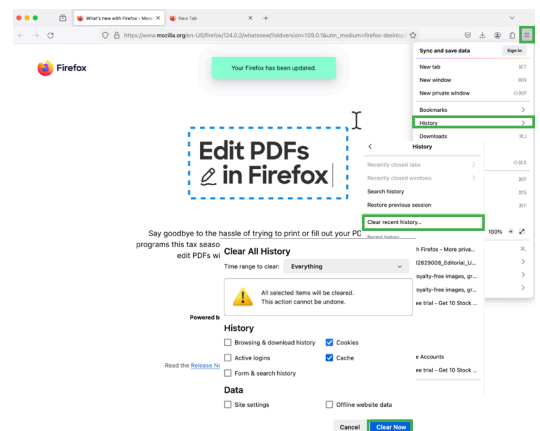 What's new with Firefox - More
New Tab
https://www.mozilla.org/en-US/firefox/124.0.2/whatsnew/?oldversion=109.0.1&utm_medium=firefox-desktop
Firefox
Your Firefox has been updated.
Sync and save data
Sign In
New tab ⌘T
New window ⌘N
New private window ⇧⌘P
Bookmarks
History
Downloads ⌘J
⇧⌘A
⌘P
⌘S
⌘F
100%
⌘,
Edit PDFs
in Firefox
History
Recently closed tabs
Recently closed windows
Search history
Restore previous session
Clear recent history...
Recent history
h Firefox - More priva...
12829008_Editorial_U...
oyalty-free images, gr...
oyalty-free images, gr...
ee trial - Get 10 Stock ...
e Accounts
ee trial - Get 10 Stock ...
Say goodbye to the hassle of trying to print or fill out your PD
programs this tax seaso
edit PDFs wi
Powered b
Read the Release No
Clear All History
Time range to clear: Everything
All selected items will be cleared.
This action cannot be undone.
History
Browsing & download history
Cookies
Active logins
Cache
Form & search history
Data
Site settings
Offline website data
Cancel
Clear Now